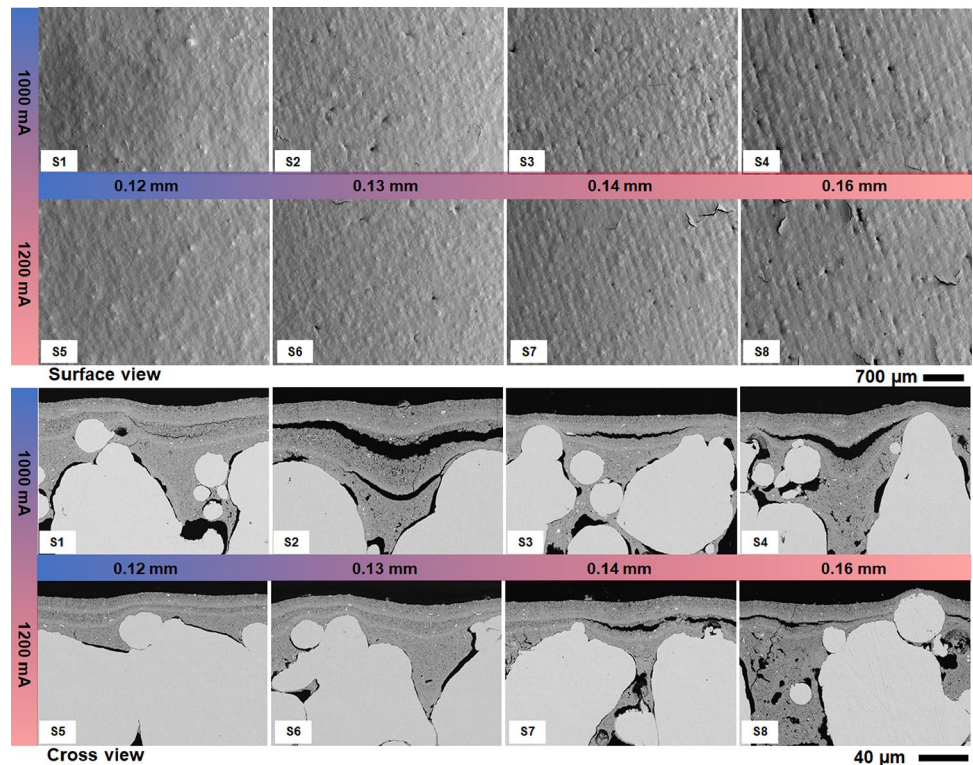 1000 mA
S1
S2
S3
S4
0.12 mm
0.13 mm
0.14 mm
0.16 mm
1200 mA
S5
S6
S7
S8
Surface view
700 µm
1000 mA
S1
S2
S3
S4
0.12 mm
0.13 mm
0.14 mm
0.16 mm
1200 mA
S5
S6
S7
S8
Cross view
40 µm